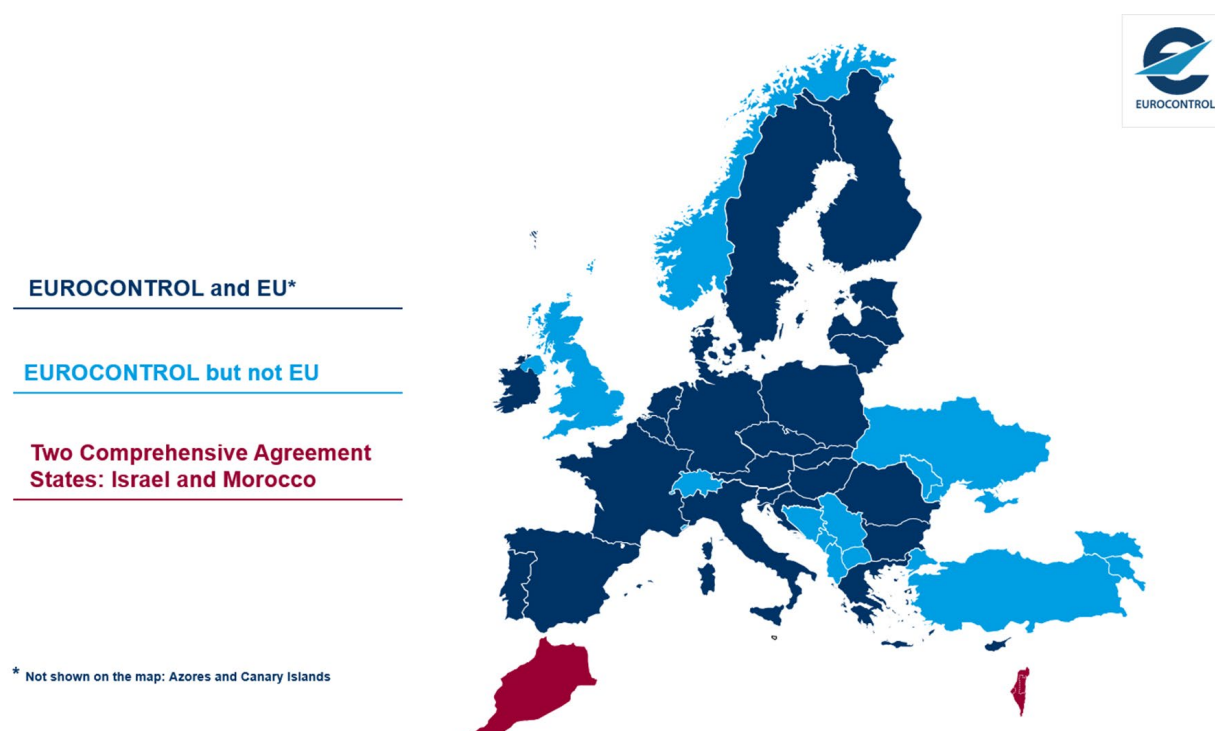 EUROCONTROL
EUROCONTROL and EU*
EUROCONTROL but not EU
Two Comprehensive Agreement
States: Israel and Morocco
* Not shown on the map: Azores and Canary Islands